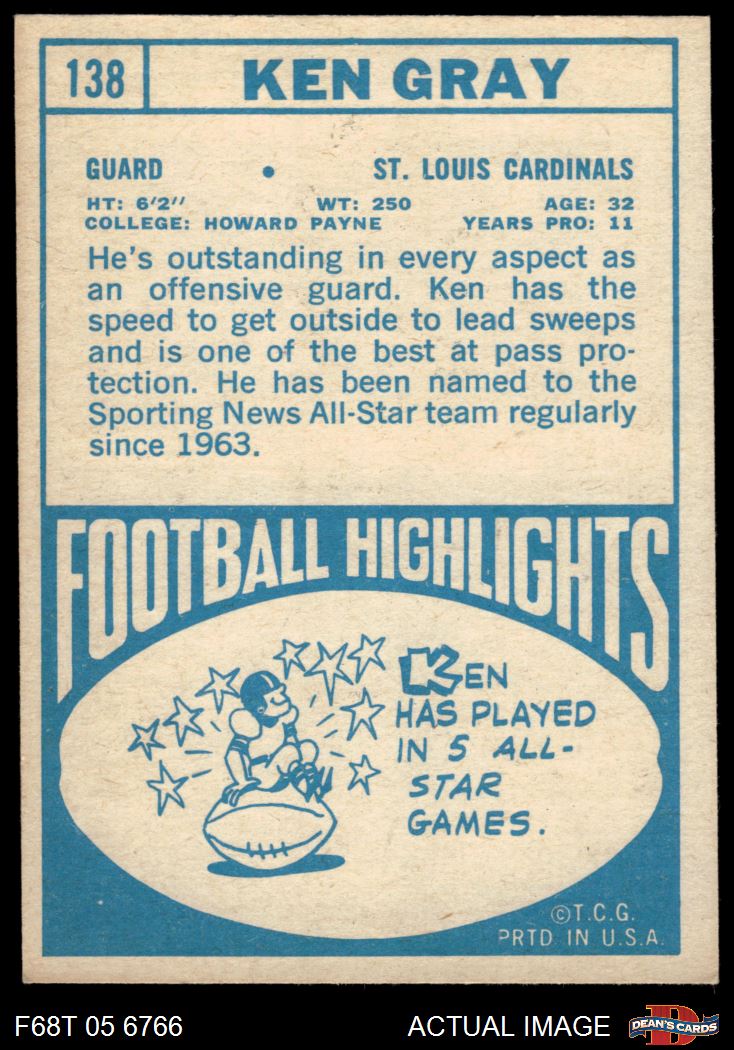 138 KEN GRAY
GUARD • ST. LOUIS CARDINALS
HT: 6'2" WT: 250 AGE: 32
COLLEGE: HOWARD PAYNE YEARS PRO: 11
He's outstanding in every aspect as
an offensive guard. Ken has the
speed to get outside to lead sweeps
and is one of the best at pass pro-
tection. He has been named to the
Sporting News All-Star team regularly
since 1963.
FOOTBALL HIGHLIGHTS
KEN
HAS PLAYED
IN 5 ALL-
STAR
GAMES.
©T.C.G.
PRTD IN U.S.A.
F68T 05 6766 ACTUAL IMAGE D DEAN'S CARDS